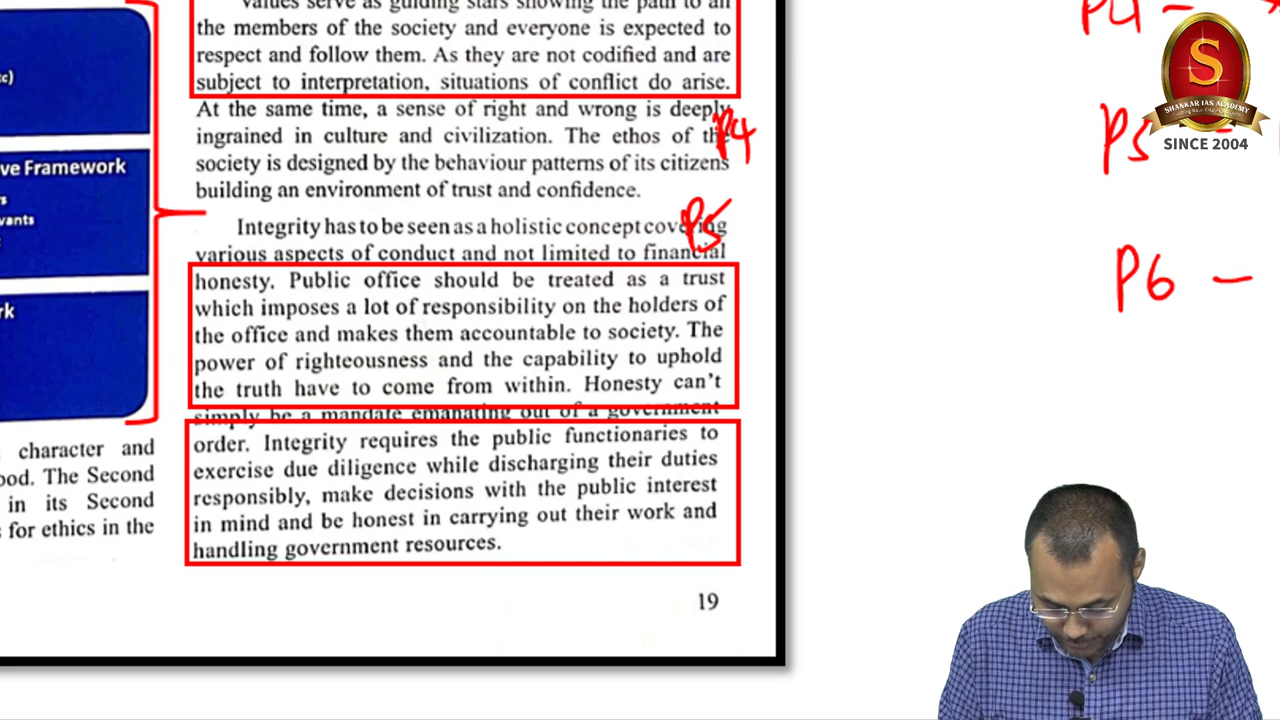 c)
ve Framework
rs
vants
rk
character and
ood. The Second
in its Second
s for ethics in the
Values serve as guiding stars showing the path to all
the members of the society and everyone is expected to
respect and follow them. As they are not codified and are
subject to interpretation, situations of conflict do arise.
At the same time, a sense of right and wrong is deeply
ingrained in culture and civilization. The ethos of the
society is designed by the behaviour patterns of its citizens
building an environment of trust and confidence.
P4
Integrity has to be seen as a holistic concept covering
various aspects of conduct and not limited to financial
honesty. Public office should be treated as a trust
which imposes a lot of responsibility on the holders of
the office and makes them accountable to society. The
power of righteousness and the capability to uphold
the truth have to come from within. Honesty can't
simply be a mandate emanating out of a government
order. Integrity requires the public functionaries to
exercise due diligence while discharging their duties
responsibly, make decisions with the public interest
in mind and be honest in carrying out their work and
handling government resources.
P5
19
P4 -
P5
P6 -
S
SHANKAR IAS ACADEMY
SINCE 2004